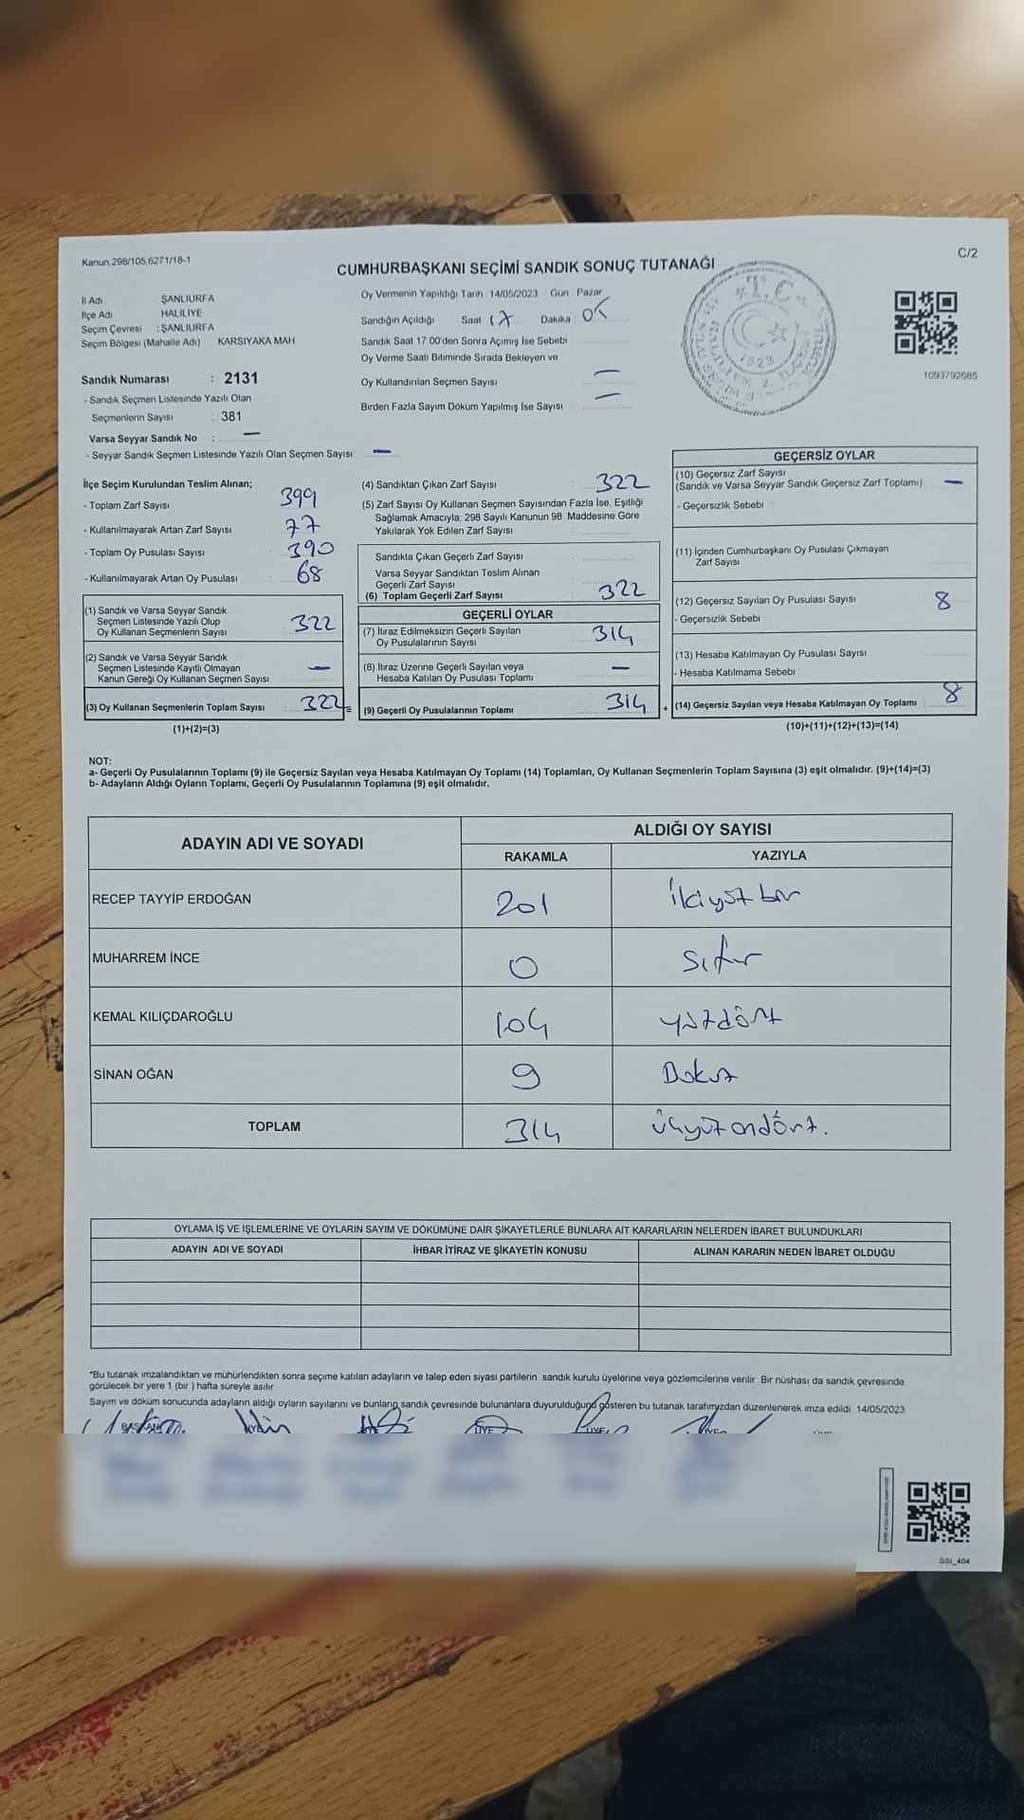 Kanun:298/105,6271/18-1
C/2
CUMHURBAŞKANI SEÇİMİ SANDIK SONUÇ TUTANAĞI
İl Adı ŞANLIURFA
İlçe Adı HALİLİYE
Seçim Çevresi : ŞANLIURFA
Seçim Bölgesi (Mahalle Adı) KARSIYAKA MAH
Sandık Numarası : 2131
- Sandık Seçmen Listesinde Yazılı Olan
Seçmenlerin Sayısı : 381
Varsa Seyyar Sandık No : —
- Seyyar Sandık Seçmen Listesinde Yazılı Olan Seçmen Sayısı: —
Oy Vermenin Yapıldığı Tarih :14/05/2023 Gün Pazar
Sandığın Açıldığı Saat 17 Dakika 05
Sandık Saat 17.00'den Sonra Açımış İse Sebebi
Oy Verme Saati Bitiminde Sırada Bekleyen ve
Oy Kullandırılan Seçmen Sayısı —
Birden Fazla Sayım Döküm Yapılmış İse Sayısı —
T.C.
1923
1093792685
İlçe Seçim Kurulundan Teslim Alınan;
- Toplam Zarf Sayısı : 399
- Kullanılmayarak Artan Zarf Sayısı : 77
- Toplam Oy Pusulası Sayısı : 390
- Kullanılmayarak Artan Oy Pusulası : 68
(1) Sandık ve Varsa Seyyar Sandık
Seçmen Listesinde Yazılı Olup
Oy Kullanan Seçmenlerin Sayısı 322
(2) Sandık ve Varsa Seyyar Sandık
Seçmen Listesinde Kayıtlı Olmayan
Kanun Gereği Oy Kullanan Seçmen Sayısı —
(3) Oy Kullanan Seçmenlerin Toplam Sayısı 322 =
(1)+(2)=(3)
(4) Sandıktan Çıkan Zarf Sayısı 322
(5) Zarf Sayısı Oy Kullanan Seçmen Sayısından Fazla İse, Eşitliği
Sağlamak Amacıyla, 298 Sayılı Kanunun 98 Maddesine Göre
Yakılarak Yok Edilen Zarf Sayısı
Sandıkta Çıkan Geçerli Zarf Sayısı
Varsa Seyyar Sandıktan Teslim Alınan
Geçerli Zarf Sayısı
(6) Toplam Geçerli Zarf Sayısı 322
GEÇERLİ OYLAR
(7) İtiraz Edilmeksizin Geçerli Sayılan
Oy Pusulalarının Sayısı 314
(8) İtiraz Üzerine Geçerli Sayılan veya
Hesaba Katılan Oy Pusulası Toplamı —
(9) Geçerli Oy Pusulalarının Toplamı 314 +
GEÇERSİZ OYLAR
(10) Geçersiz Zarf Sayısı
(Sandık ve Varsa Seyyar Sandık Geçersiz Zarf Toplamı) —
- Geçersizlik Sebebi :
(11) İçinden Cumhurbaşkanı Oy Pusulası Çıkmayan
Zarf Sayısı
(12) Geçersiz Sayılan Oy Pusulası Sayısı 8
- Geçersizlik Sebebi
(13) Hesaba Katılmayan Oy Pusulası Sayısı
- Hesaba Katılmama Sebebi
(14) Geçersiz Sayılan veya Hesaba Katılmayan Oy Toplamı 8
(10)+(11)+(12)+(13)=(14)
NOT:
a- Geçerli Oy Pusulalarının Toplamı (9) ile Geçersiz Sayılan veya Hesaba Katılmayan Oy Toplamı (14) Toplamları, Oy Kullanan Seçmenlerin Toplam Sayısına (3) eşit olmalıdır. (9)+(14)=(3)
b- Adayların Aldığı Oyların Toplamı, Geçerli Oy Pusulalarının Toplamına (9) eşit olmalıdır.
ADAYIN ADI VE SOYADI
ALDIĞI OY SAYISI
RAKAMLA YAZIYLA
RECEP TAYYİP ERDOĞAN 201 İkiyüz bir
MUHARREM İNCE 0 sıfır
KEMAL KILIÇDAROĞLU 104 yüzdört
SİNAN OĞAN 9 Dokuz
TOPLAM 314 üçyüz ondört.
OYLAMA İŞ VE İŞLEMLERİNE VE OYLARIN SAYIM VE DÖKÜMÜNE DAİR ŞİKAYETLERLE BUNLARA AİT KARARLARIN NELERDEN İBARET BULUNDUKLARI
ADAYIN ADI VE SOYADI İHBAR İTİRAZ VE ŞİKAYETİN KONUSU ALINAN KARARIN NEDEN İBARET OLDUĞU
*Bu tutanak imzalandıktan ve mühürlendikten sonra seçime katılan adayların ve talep eden siyasi partilerin sandık kurulu üyelerine veya gözlemcilerine verilir. Bir nüshası da sandık çevresinde
görülecek bir yere 1 (bir ) hafta süreyle asılır
Sayım ve döküm sonucunda adayların aldığı oyların sayılarını ve bunların sandık çevresinde bulunanlara duyurulduğunu gösteren bu tutanak tarafımızdan düzenlenerek imza edildi. 14/05/2023
BAŞKAN ÜYE ÜYE
GGI_404